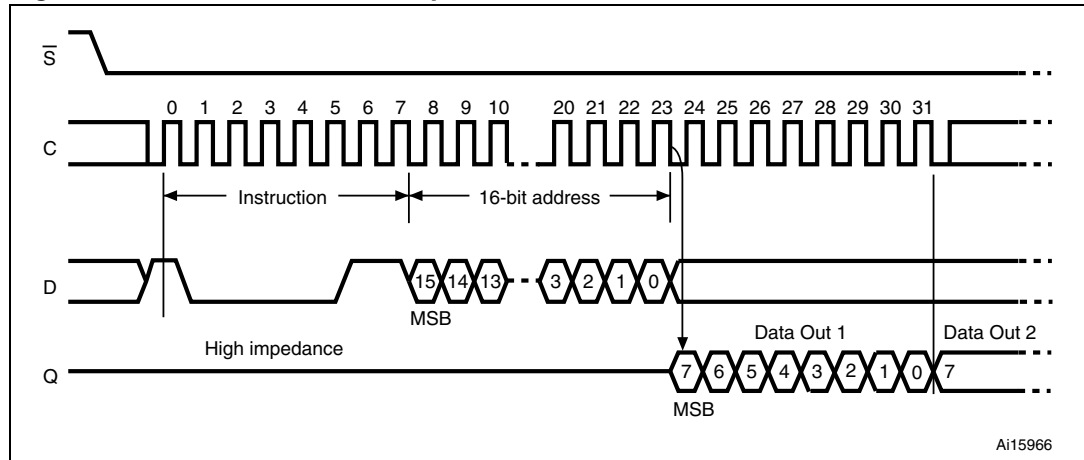 S
0 1 2 3 4 5 6 7 8 9 10 20 21 22 23 24 25 26 27 28 29 30 31
C
Instruction 16-bit address
D 15 14 13 3 2 1 0
MSB
High impedance Data Out 1 Data Out 2
Q 7 6 5 4 3 2 1 0 7
MSB
Ai15966